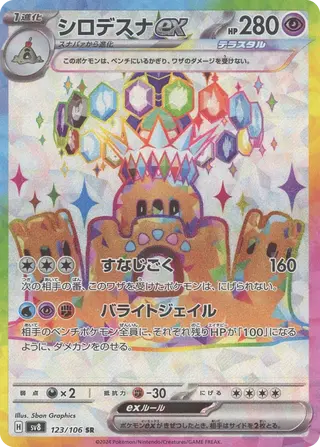 1進化
シロデスナex
HP 280
スナバァから進化
テラスタル
このポケモンは、ベンチにいるかぎり、ワザのダメージを受けない。
すなじごく 160
次の相手の番、このワザを受けたポケモンは、にげられない。
バライトジェイル
相手のベンチポケモン全員に、それぞれ残りHPが「100」になるように、ダメカンをのせる。
弱点 ×2 抵抗力 -30 にげる
exルール
ポケモンexがきぜつしたとき、相手はサイドを2枚とる。
Illus. 5ban Graphics
H sv8 123/106 SR
©2024 Pokémon/Nintendo/Creatures/GAME FREAK.